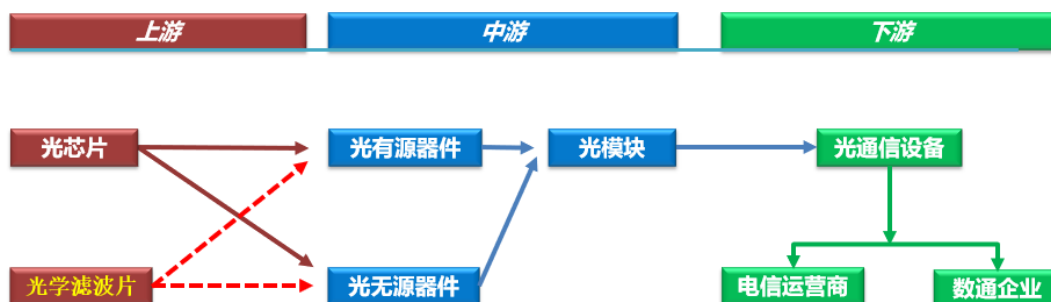 上游
中游
下游
光芯片
光有源器件
光模块
光通信设备
光学滤波片
光无源器件
电信运营商
数通企业